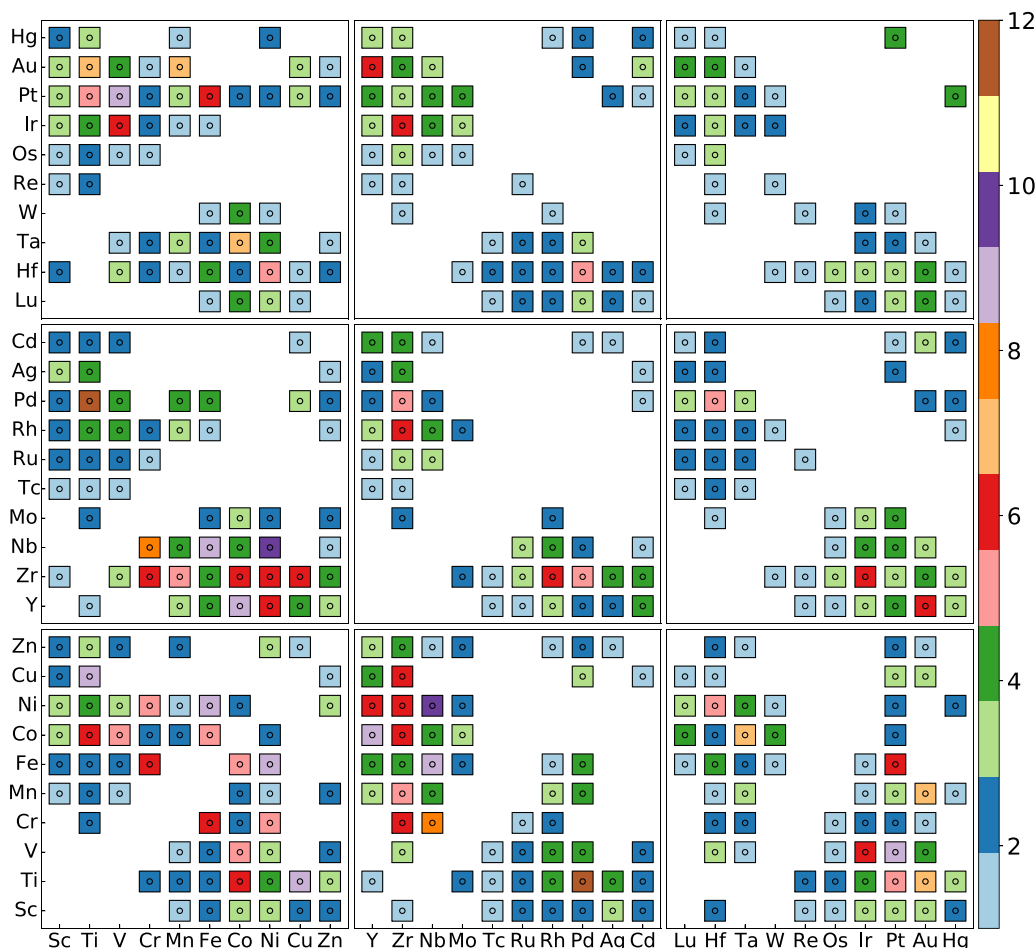 Hg
Au
Pt
Ir
Os
Re
W
Ta
Hf
Lu
Cd
Ag
Pd
Rh
Ru
Tc
Mo
Nb
Zr
Y
Zn
Cu
Ni
Co
Fe
Mn
Cr
V
Ti
Sc
Sc Ti V Cr Mn Fe Co Ni Cu Zn Y Zr Nb Mo Tc Ru Rh Pd Ag Cd Lu Hf Ta W Re Os Ir Pt Au Hg
12
10
8
6
4
2